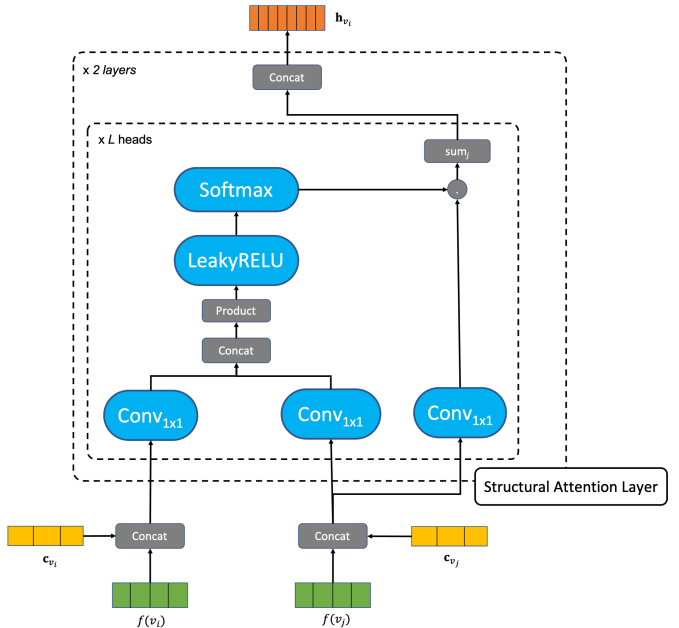 h_{v_i}
x 2 layers
Concat
x L heads
sum_j
Softmax
.
LeakyRELU
Product
Concat
Conv_{1x1}
Conv_{1x1}
Conv_{1x1}
Structural Attention Layer
Concat
Concat
c_{v_i}
c_{v_j}
f(v_i)
f(v_j)